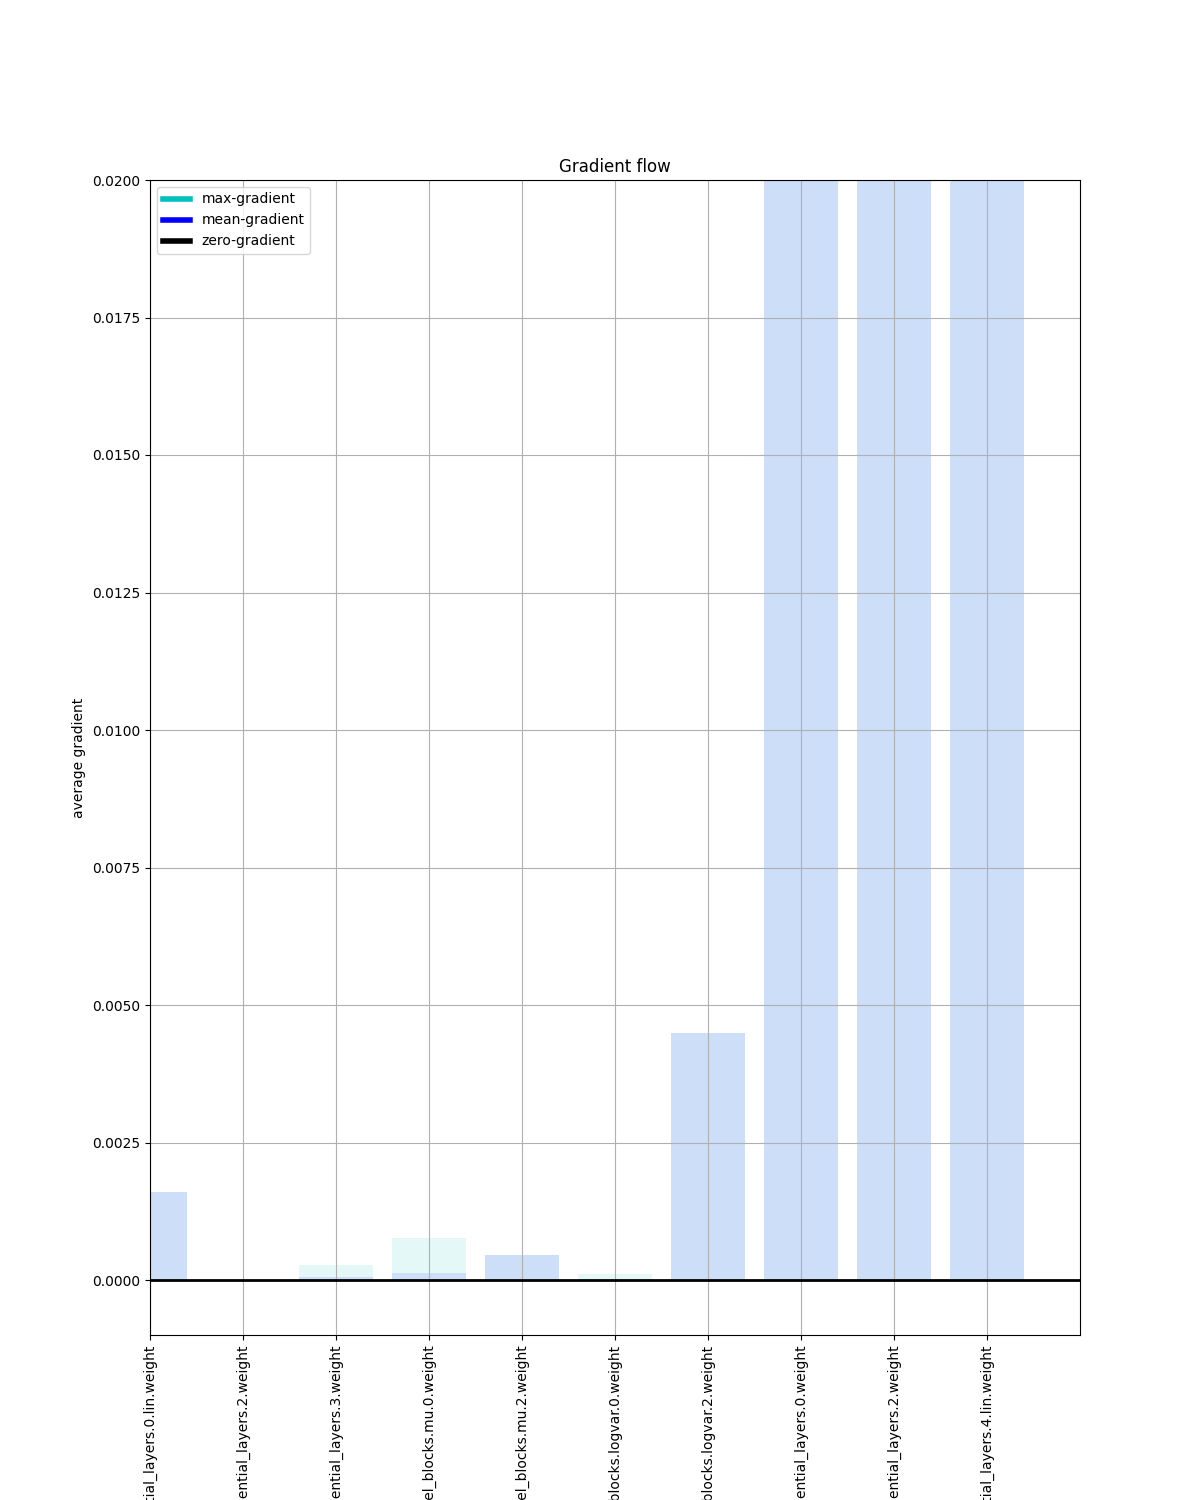 Gradient flow
max-gradient
mean-gradient
zero-gradient
0.0200
0.0175
0.0150
0.0125
0.0100
0.0075
0.0050
0.0025
0.0000
average gradient
tial_layers.0.lin.weight
ential_layers.2.weight
ential_layers.3.weight
el_blocks.mu.0.weight
el_blocks.mu.2.weight
blocks.logvar.0.weight
blocks.logvar.2.weight
ential_layers.0.weight
ential_layers.2.weight
tial_layers.4.lin.weight